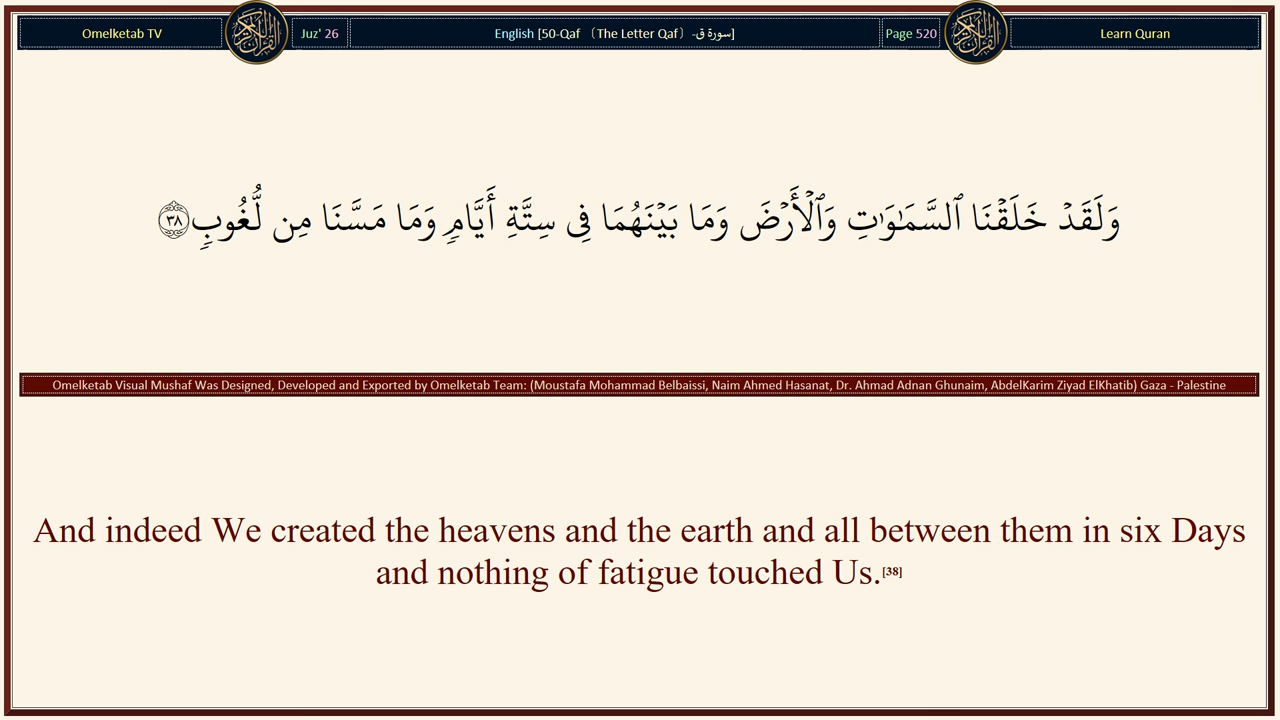 Omelketab TV
Juz' 26
English [50-Qaf （The Letter Qaf） -سورة ق]
Page 520
Learn Quran
وَلَقَدۡ خَلَقۡنَا ٱلسَّمَٰوَٰتِ وَٱلۡأَرۡضَ وَمَا بَيۡنَهُمَا فِي سِتَّةِ أَيَّامٖ وَمَا مَسَّنَا مِن لُّغُوبٖ ٣٨
Omelketab Visual Mushaf Was Designed, Developed and Exported by Omelketab Team: (Moustafa Mohammad Belbaissi, Naim Ahmed Hasanat, Dr. Ahmad Adnan Ghunaim, AbdelKarim Ziyad ElKhatib) Gaza - Palestine
And indeed We created the heavens and the earth and all between them in six Days
and nothing of fatigue touched Us.[38]